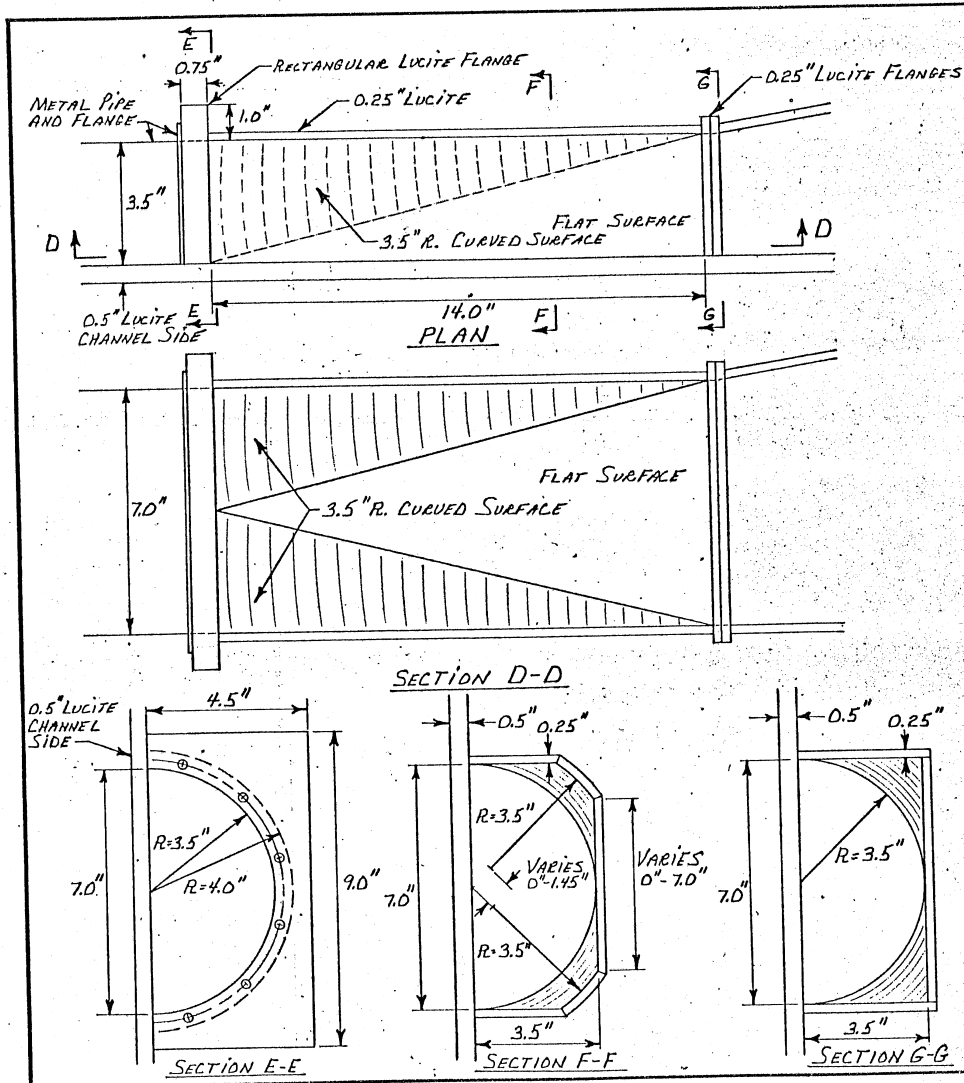 E
0.75"
RECTANGULAR LUCITE FLANGE
F
G
0.25" LUCITE FLANGES
METAL PIPE
AND FLANGE
1.0"
0.25" LUCITE
3.5"
FLAT SURFACE
3.5" R. CURVED SURFACE
D
D
0.5" LUCITE
CHANNEL SIDE
E
14.0"
F
G
PLAN
7.0"
FLAT SURFACE
3.5" R. CURVED SURFACE
SECTION D-D
0.5" LUCITE
CHANNEL
SIDE
4.5"
7.0"
R=3.5"
R=4.0"
9.0"
SECTION E-E
0.5"
0.25"
7.0"
R=3.5"
VARIES
0"-1.45"
VARIES
0"-7.0"
R=3.5"
3.5"
SECTION F-F
0.5"
0.25"
7.0"
R=3.5"
3.5"
SECTION G-G